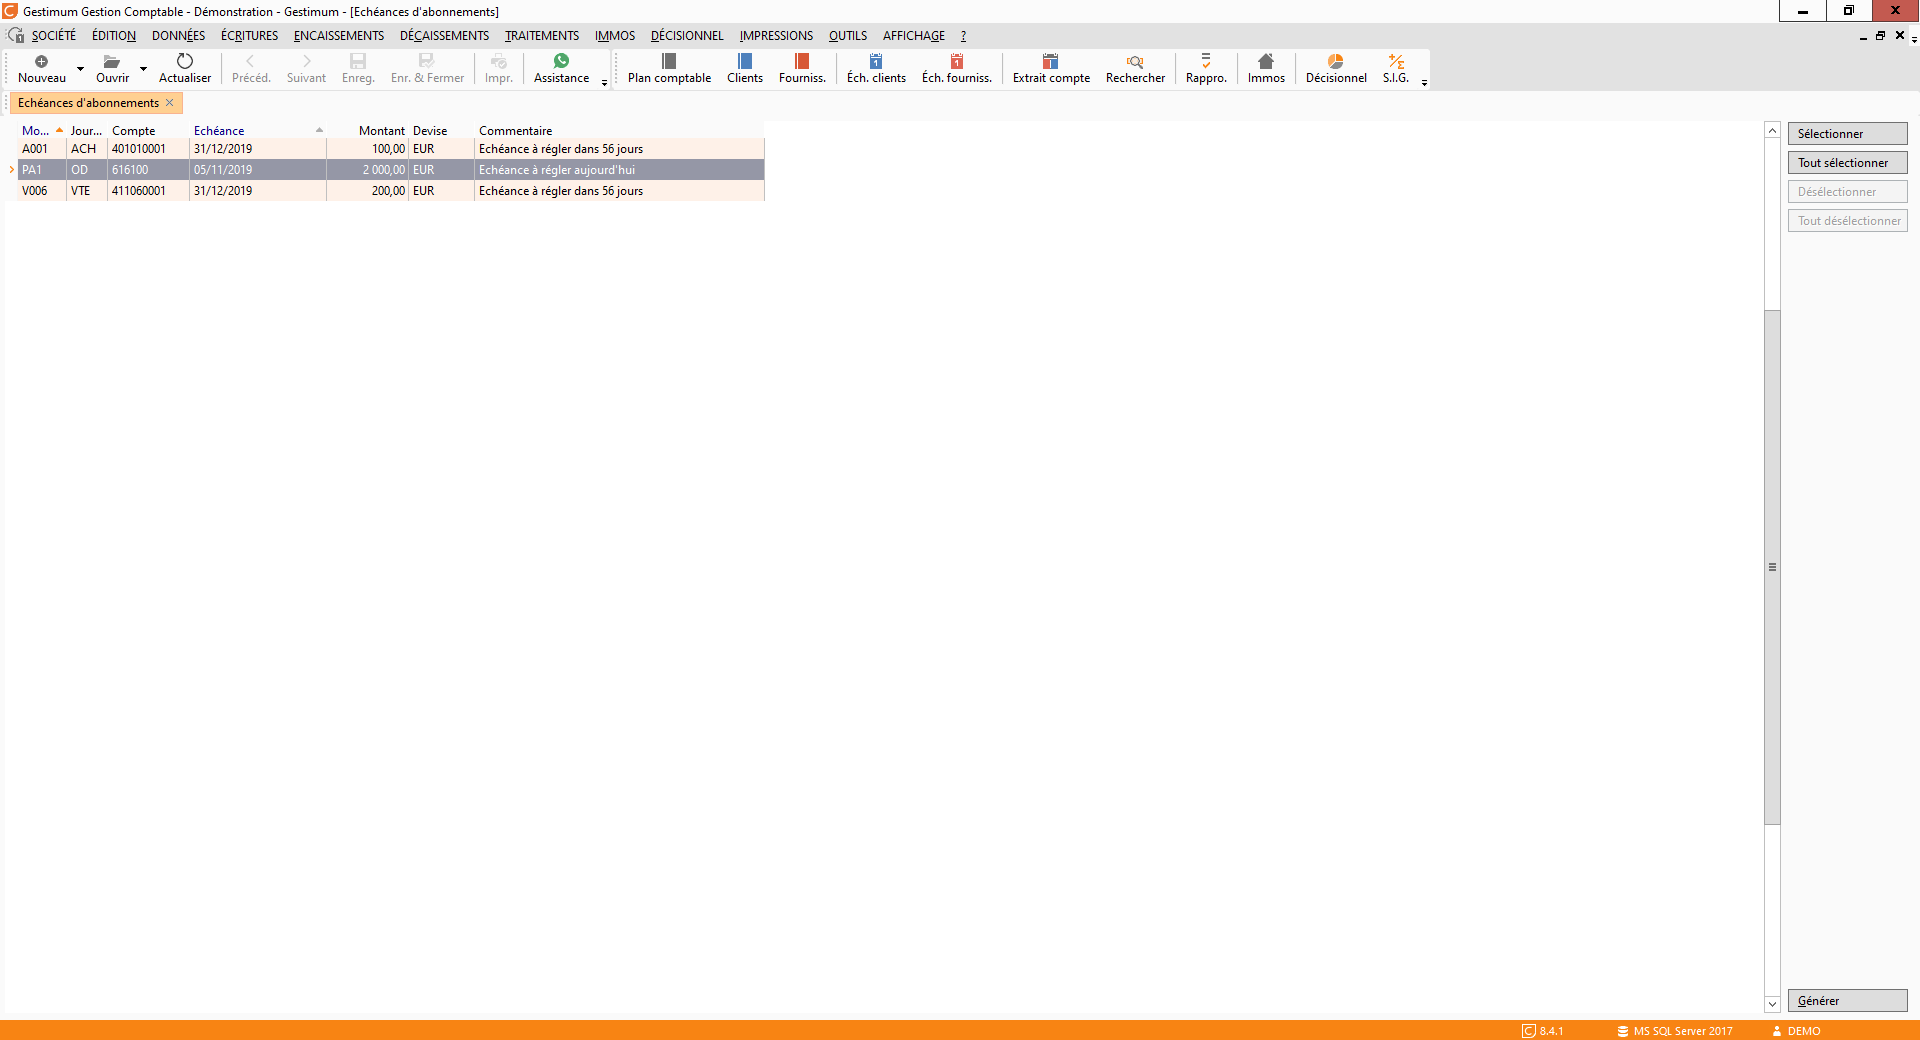 Gestimum Gestion Comptable - Démonstration - Gestimum - [Echéances d'abonnements]
SOCIÉTÉ ÉDITION DONNÉES ÉCRITURES ENCAISSEMENTS DÉCAISSEMENTS TRAITEMENTS IMMOS DÉCISIONNEL IMPRESSIONS OUTILS AFFICHAGE ?
Nouveau Ouvrir Actualiser Précéd. Suivant Enreg. Enr. & Fermer Impr. Assistance Plan comptable Clients Fourniss. Éch. clients Éch. fourniss. Extrait compte Rechercher Rappro. Immos Décisionnel S.I.G.
Echéances d'abonnements
Mo... Jour... Compte Echéance Montant Devise Commentaire
A001 ACH 401010001 31/12/2019 100,00 EUR Echéance à régler dans 56 jours
PA1 OD 616100 05/11/2019 2 000,00 EUR Echéance à régler aujourd'hui
V006 VTE 411060001 31/12/2019 200,00 EUR Echéance à régler dans 56 jours
Sélectionner
Tout sélectionner
Désélectionner
Tout désélectionner
Générer
8.4.1 MS SQL Server 2017 DEMO